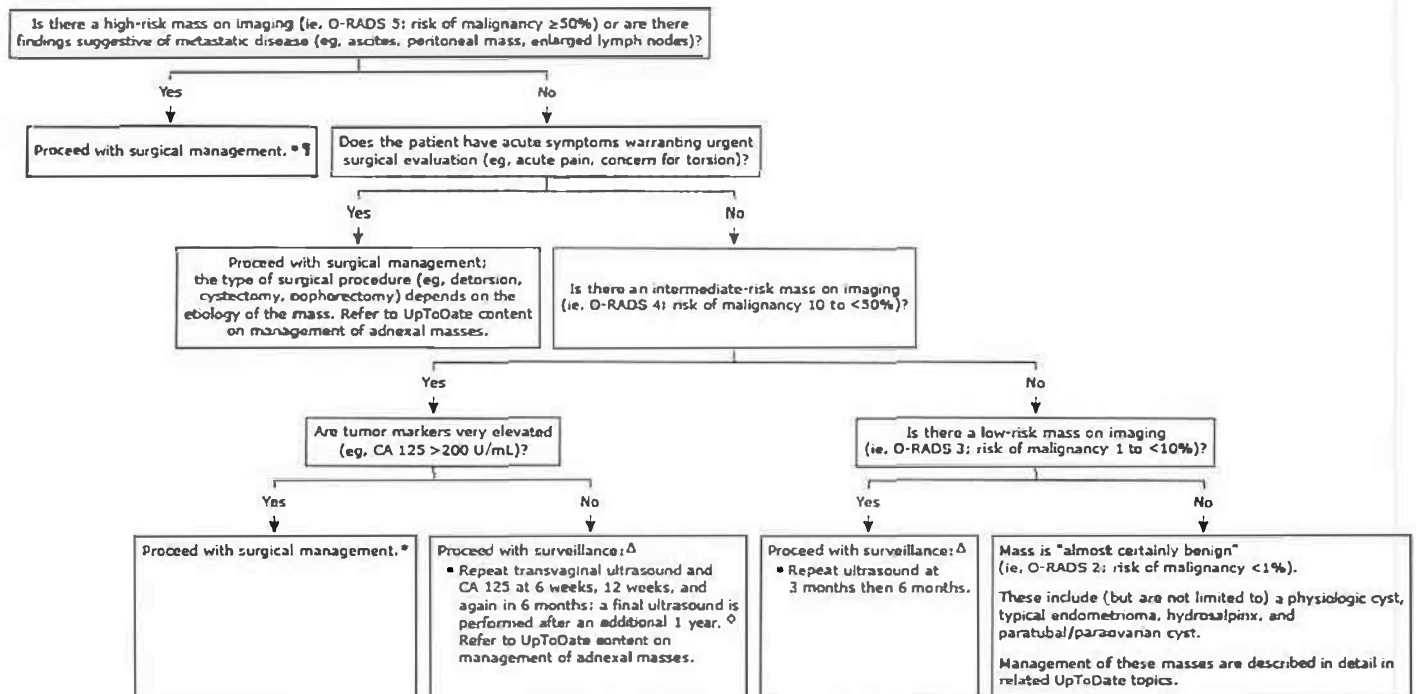 Is there a high-risk mass on imaging (ie, O-RADS 5; risk of malignancy ≥50%) or are there
findings suggestive of metastatic disease (eg, ascites, peritoneal mass, enlarged lymph nodes)?
Yes
No
Proceed with surgical management.*¶
Does the patient have acute symptoms warranting urgent
surgical evaluation (eg, acute pain, concern for torsion)?
Yes
No
Proceed with surgical management;
the type of surgical procedure (eg, detorsion,
cystectomy, oophorectomy) depends on the
etiology of the mass. Refer to UpToDate content
on management of adnexal masses.
Is there an intermediate-risk mass on imaging
(ie, O-RADS 4; risk of malignancy 10 to <50%)?
Yes
No
Are tumor markers very elevated
(eg, CA 125 >200 U/mL)?
Is there a low-risk mass on imaging
(ie, O-RADS 3; risk of malignancy 1 to <10%)?
Yes
No
Yes
No
Proceed with surgical management.*
Proceed with surveillance:Δ
▪ Repeat transvaginal ultrasound and
CA 125 at 6 weeks, 12 weeks, and
again in 6 months; a final ultrasound is
performed after an additional 1 year.◊
Refer to UpToDate content on
management of adnexal masses.
Proceed with surveillance:Δ
▪ Repeat ultrasound at
3 months then 6 months.
Mass is "almost certainly benign"
(ie, O-RADS 2; risk of malignancy <1%).
These include (but are not limited to) a physiologic cyst,
typical endometrioma, hydrosalpinx, and
paratubal/paraovarian cyst.
Management of these masses are described in detail in
related UpToDate topics.